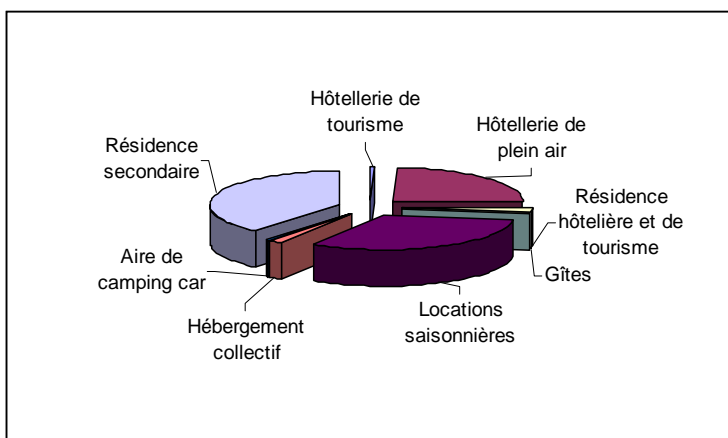 Hôtellerie de
tourisme
Hôtellerie de
plein air
Résidence
secondaire
Résidence
hôtelière et de
tourisme
Aire de
camping car
Gîtes
Hébergement
collectif
Locations
saisonnières